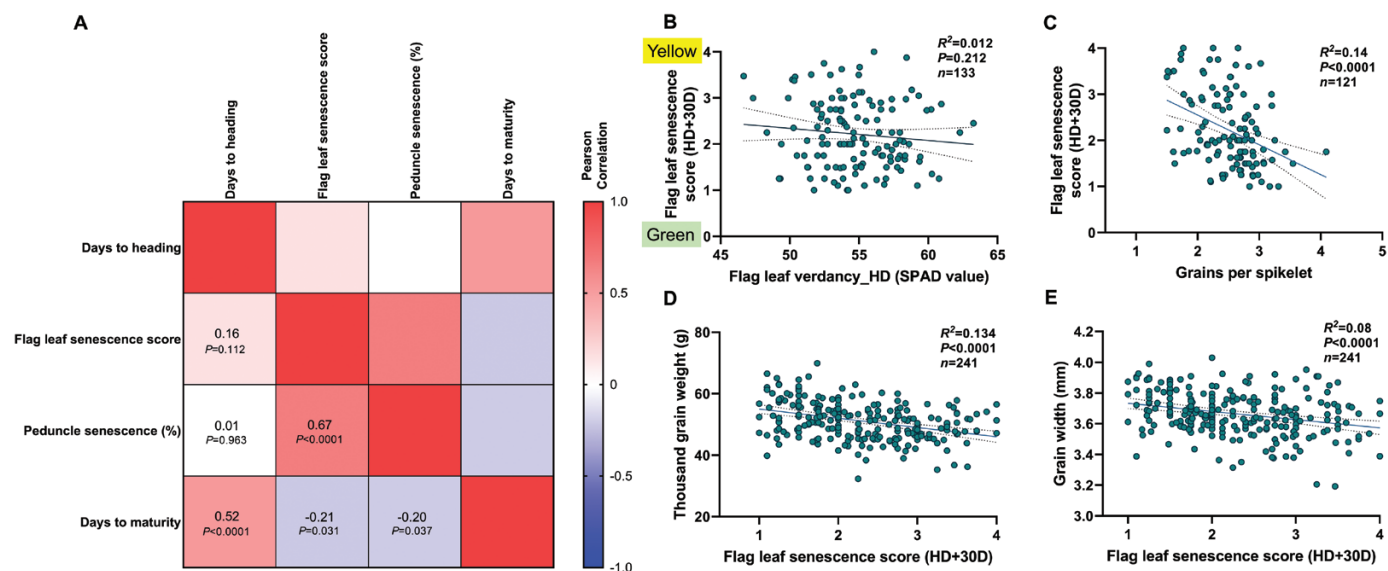 A
Days to heading
Flag leaf senescence score
Peduncle senescence (%)
Days to maturity
Pearson
Correlation
Days to heading
Flag leaf senescence score
Peduncle senescence (%)
Days to maturity
0.16
P=0.112
0.01
P=0.963
0.67
P<0.0001
0.52
P<0.0001
-0.21
P=0.031
-0.20
P=0.037
1.0
0.5
0
-0.5
-1.0
B
Yellow
Green
Flag leaf senescence
score (HD+30D)
4
3
2
1
0
R²=0.012
P=0.212
n=133
45 50 55 60 63 65
Flag leaf verdancy_HD (SPAD value)
C
Flag leaf senescence
score (HD+30D)
4
3
2
1
0
R²=0.14
P<0.0001
n=121
1 2 3 4 5
Grains per spikelet
D
Thousand grain weight (g)
80
60
40
20
R²=0.134
P<0.0001
n=241
1 2 3 4
Flag leaf senescence score (HD+30D)
E
Grain width (mm)
4.2
4.0
3.8
3.6
3.4
3.2
3.0
R²=0.08
P<0.0001
n=241
1 2 3 4
Flag leaf senescence score (HD+30D)